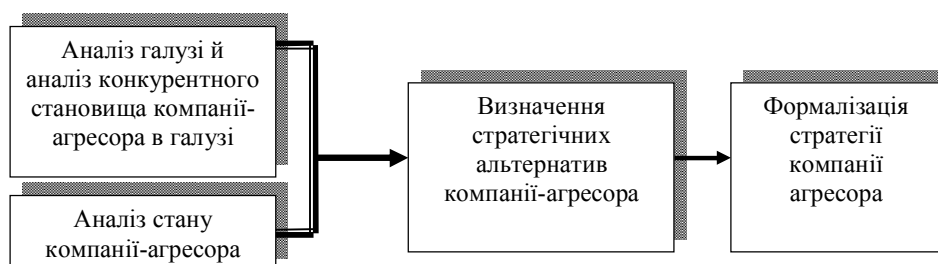 Аналіз галузі й
аналіз конкурентного
становища компанії-
агресора в галузі
Аналіз стану
компанії-агресора
Визначення
стратегічних
альтернатив
компанії-агресора
Формалізація
стратегії
компанії
агресора